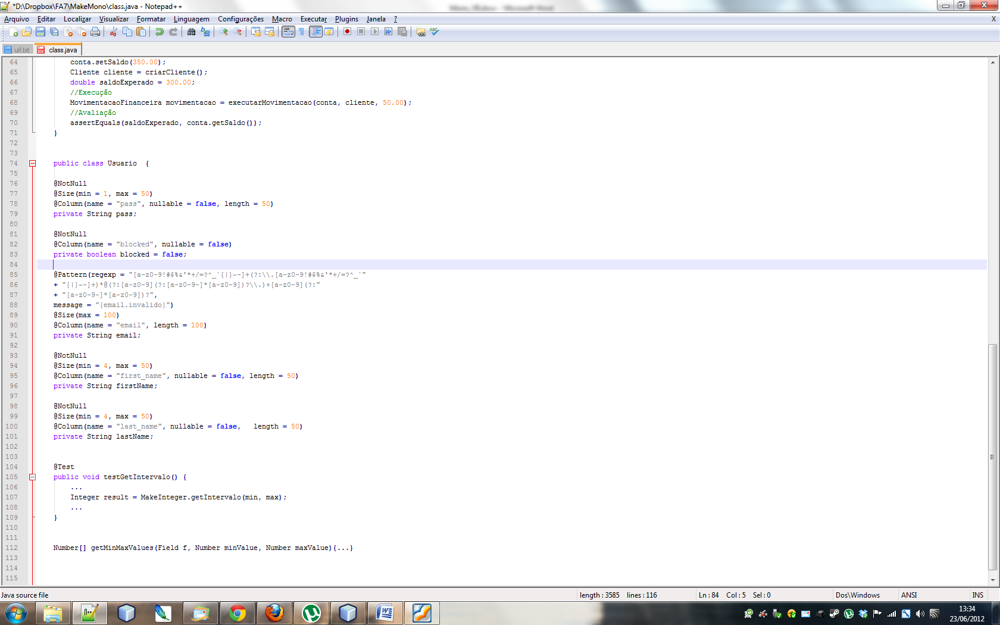 *D:\Dropbox\FA7\MakeMono\class.java - Notepad++
Arquivo Editar Localizar Visualizar Formatar Linguagem Configurações Macro Executar Plugins Janela ? X
url.txt class.java
64 conta.setSaldo(350.00);
65 Cliente cliente = criarCliente();
66 double saldoExperado = 300.00;
67 //Execução
68 MovimentacaoFinanceira movimentacao = executarMovimentacao(conta, cliente, 50.00);
69 //Avaliação
70 assertEquals(saldoExperado, conta.getSaldo());
71 }
72
73
74 public class Usuario  {
75
76 @NotNull
77 @Size(min = 1, max = 50)
78 @Column(name = "pass", nullable = false, length = 50)
79 private String pass;
80
81 @NotNull
82 @Column(name = "blocked", nullable = false)
83 private boolean blocked = false;
84
85 @Pattern(regexp = "[a-z0-9!#$%&'*+/=?^_`{|}~-]+(?:\\.[a-z0-9!#$%&'*+/=?^_`"
86 + "{|}~-]+)*@(?:[a-z0-9](?:[a-z0-9-]*[a-z0-9])?\\.)+[a-z0-9](?:"
87 + "[a-z0-9-]*[a-z0-9])?",
88 message = "{email.invalido}")
89 @Size(max = 100)
90 @Column(name = "email", length = 100)
91 private String email;
92
93 @NotNull
94 @Size(min = 4, max = 50)
95 @Column(name = "first_name", nullable = false, length = 50)
96 private String firstName;
97
98 @NotNull
99 @Size(min = 4, max = 50)
100 @Column(name = "last_name", nullable = false,   length = 50)
101 private String lastName;
102
103
104 @Test
105 public void testGetIntervalo() {
106 ...
107 Integer result = MakeInteger.getIntervalo(min, max);
108 ...
109 }
110
111
112 Number[] getMinMaxValues(Field f, Number minValue, Number maxValue){...}
113
114
115
Java source file length : 3585 lines : 116 Ln : 84 Col : 5 Sel : 0 Dos\Windows ANSI INS
13:34
23/06/2012